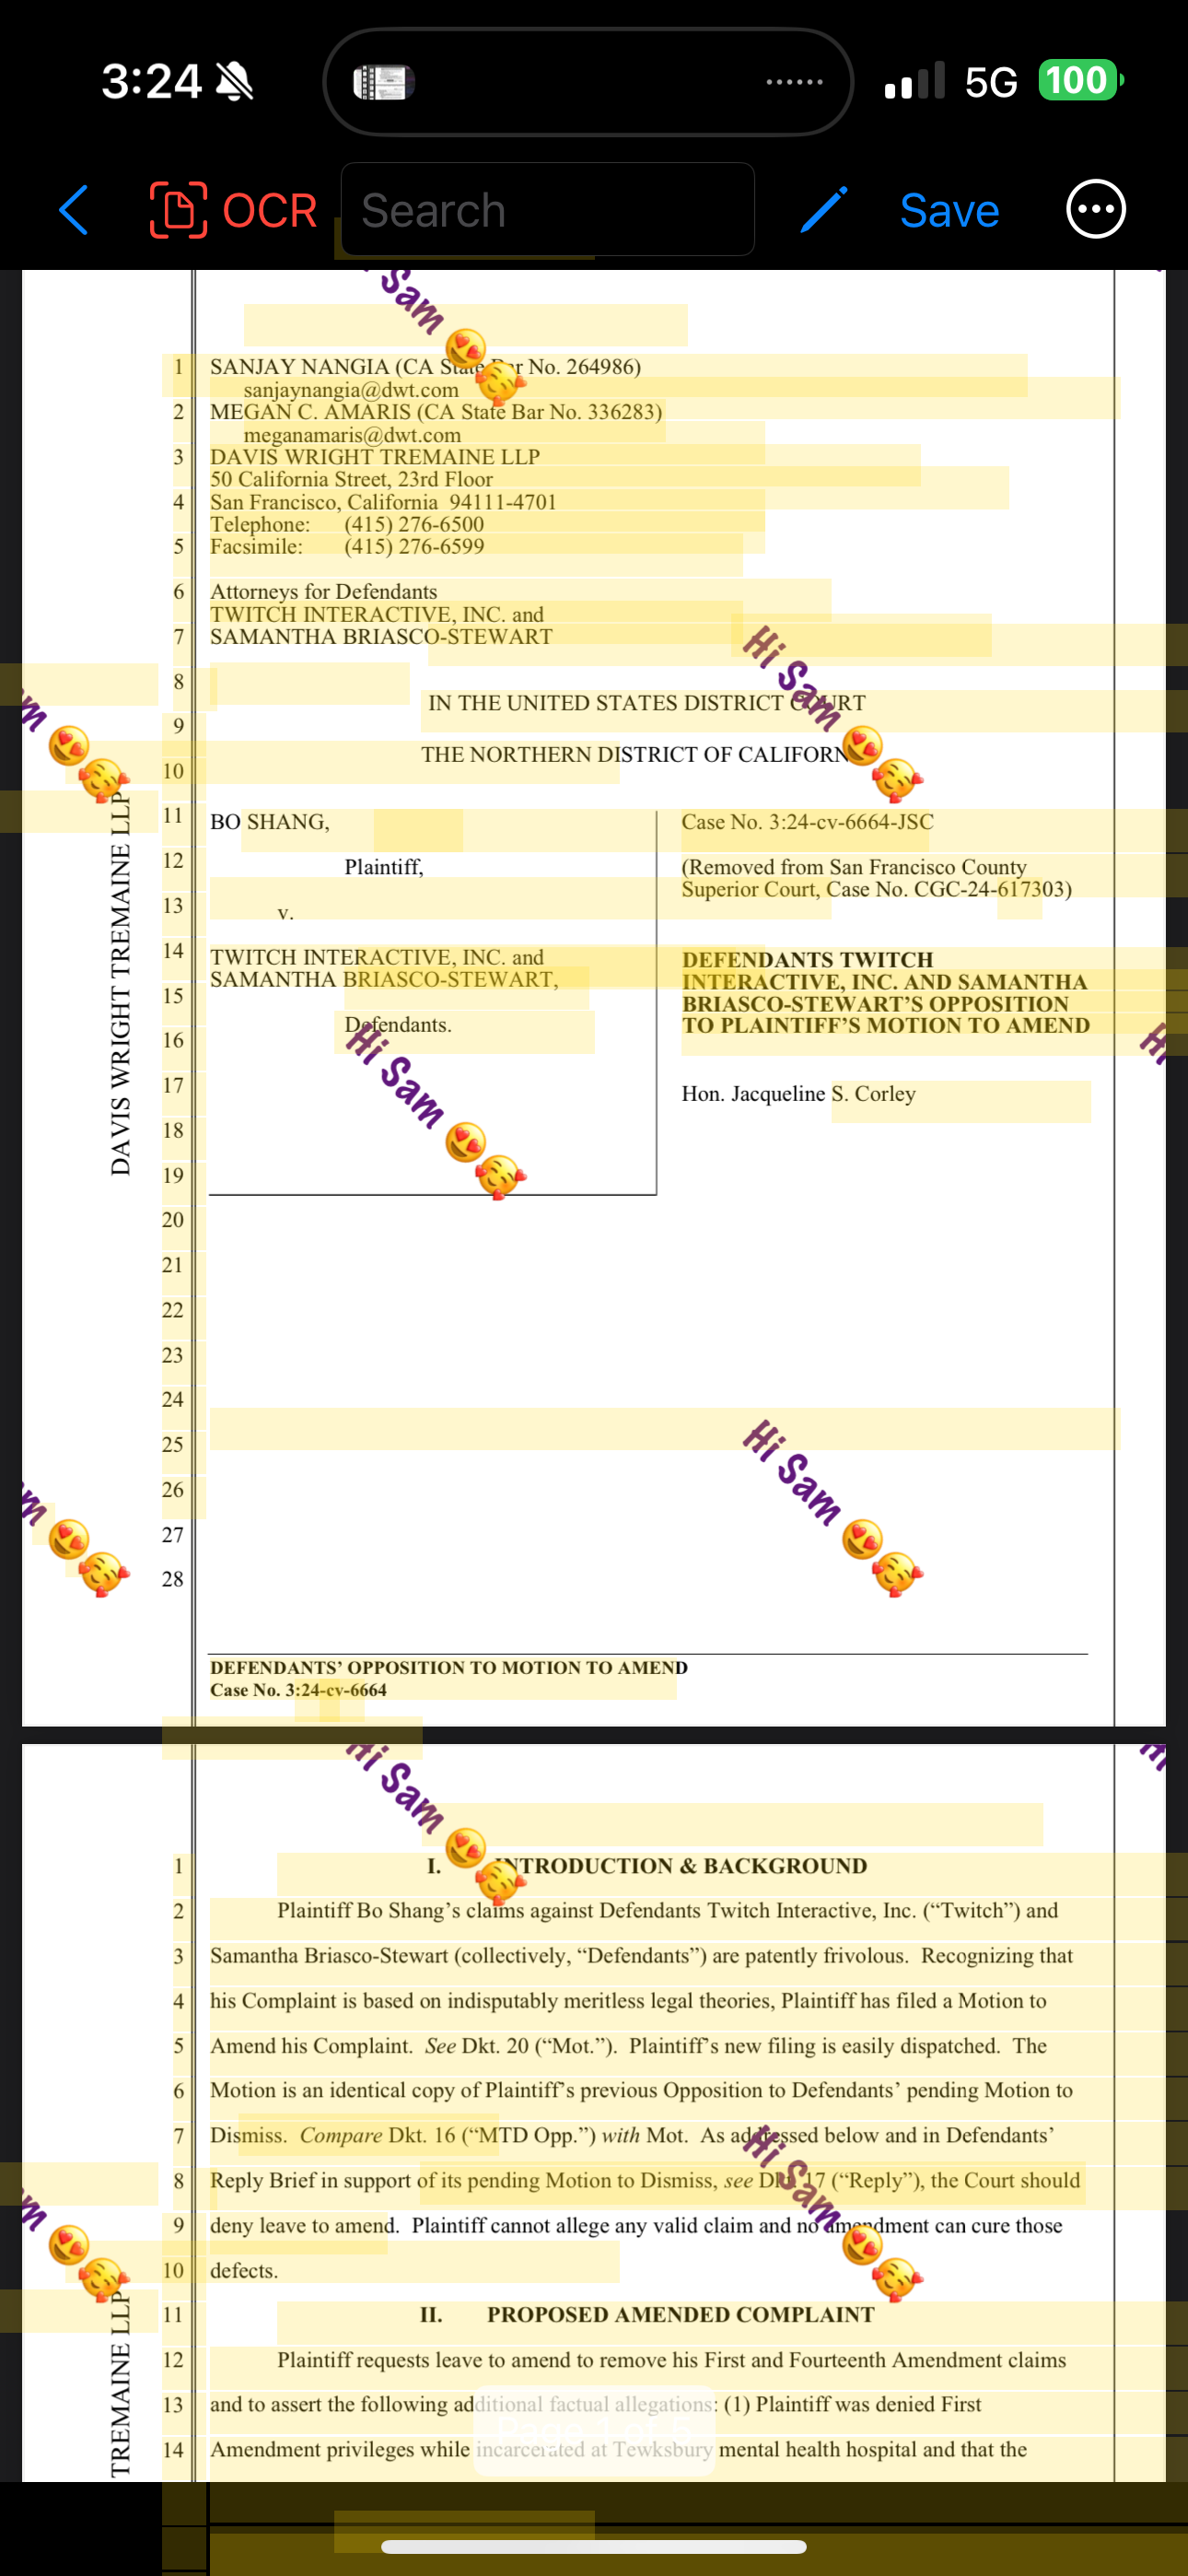 3:24
5G
100
OCR
Search
Save
Hi Sam
1 SANJAY NANGIA (CA State Bar No. 264986)
sanjaynangia@dwt.com
2 MEGAN C. AMARIS (CA State Bar No. 336283)
meganamaris@dwt.com
3 DAVIS WRIGHT TREMAINE LLP
50 California Street, 23rd Floor
4 San Francisco, California 94111-4701
Telephone: (415) 276-6500
5 Facsimile: (415) 276-6599
6 Attorneys for Defendants
TWITCH INTERACTIVE, INC. and
7 SAMANTHA BRIASCO-STEWART
Hi Sam
8
IN THE UNITED STATES DISTRICT COURT
9
THE NORTHERN DISTRICT OF CALIFORN
10
DAVIS WRIGHT TREMAINE LLP
11 BO SHANG,
12 Plaintiff,
13 v.
14 TWITCH INTERACTIVE, INC. and
15 SAMANTHA BRIASCO-STEWART,
16 Defendants.
Hi Sam
17
18
19
Case No. 3:24-cv-6664-JSC
(Removed from San Francisco County
Superior Court, Case No. CGC-24-617303)
DEFENDANTS TWITCH
INTERACTIVE, INC. AND SAMANTHA
BRIASCO-STEWART’S OPPOSITION
TO PLAINTIFF’S MOTION TO AMEND
Hi
Hon. Jacqueline S. Corley
20
21
22
23
24
25
26
27
28
Hi Sam
DEFENDANTS’ OPPOSITION TO MOTION TO AMEND
Case No. 3:24-cv-6664
Hi Sam
1 I. INTRODUCTION & BACKGROUND
2 Plaintiff Bo Shang’s claims against Defendants Twitch Interactive, Inc. (“Twitch”) and
3 Samantha Briasco-Stewart (collectively, “Defendants”) are patently frivolous. Recognizing that
4 his Complaint is based on indisputably meritless legal theories, Plaintiff has filed a Motion to
5 Amend his Complaint. See Dkt. 20 (“Mot.”). Plaintiff’s new filing is easily dispatched. The
6 Motion is an identical copy of Plaintiff’s previous Opposition to Defendants’ pending Motion to
7 Dismiss. Compare Dkt. 16 (“MTD Opp.”) with Mot. As addressed below and in Defendants’
8 Reply Brief in support of its pending Motion to Dismiss, see Dkt. 17 (“Reply”), the Court should
9 deny leave to amend. Plaintiff cannot allege any valid claim and no amendment can cure those
10 defects.
Hi Sam
11 II. PROPOSED AMENDED COMPLAINT
12 Plaintiff requests leave to amend to remove his First and Fourteenth Amendment claims
13 and to assert the following additional factual allegations: (1) Plaintiff was denied First
14 Amendment privileges while incarcerated at Tewksbury mental health hospital and that the
TREMAINE LLP